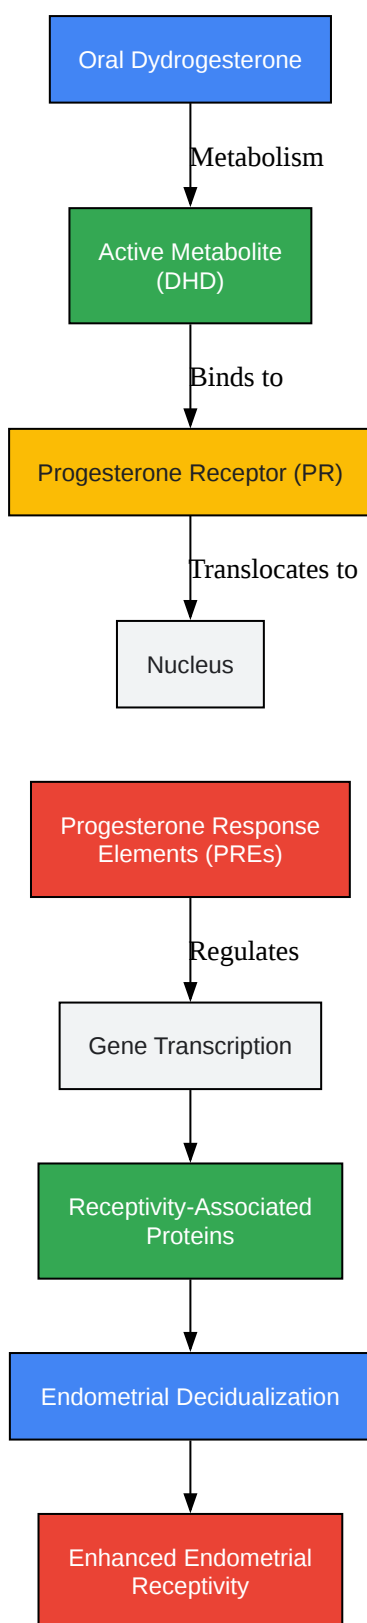 Oral Dydrogesterone
Metabolism
Active Metabolite
(DHD)
Binds to
Progesterone Receptor (PR)
Translocates to
Nucleus
Progesterone Response
Elements (PREs)
Regulates
Gene Transcription
Receptivity-Associated
Proteins
Endometrial Decidualization
Enhanced Endometrial
Receptivity